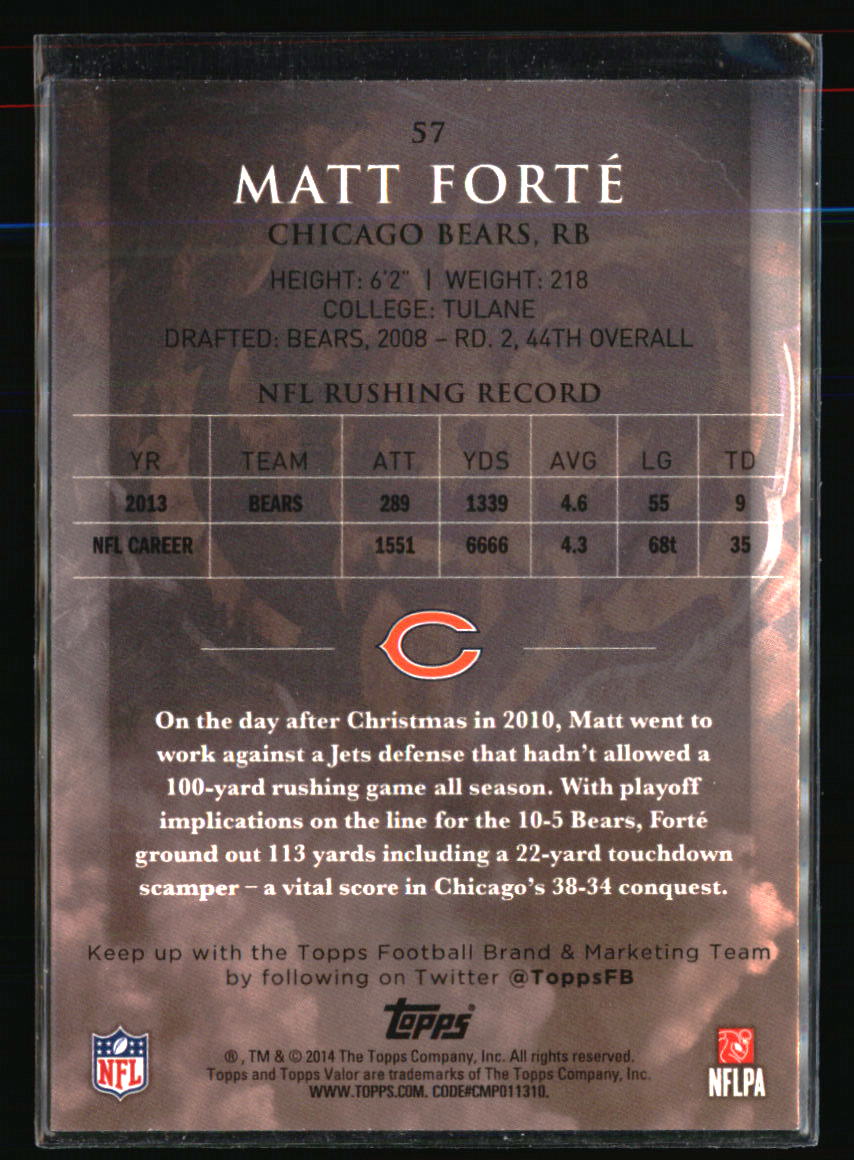 57
MATT FORTÉ
CHICAGO BEARS, RB
HEIGHT: 6'2" | WEIGHT: 218
COLLEGE: TULANE
DRAFTED: BEARS, 2008 – RD. 2, 44TH OVERALL
NFL RUSHING RECORD
YR TEAM ATT YDS AVG LG TD
2013 BEARS 289 1339 4.6 55 9
NFL CAREER 1551 6666 4.3 68t 35
On the day after Christmas in 2010, Matt went to
work against a Jets defense that hadn't allowed a
100-yard rushing game all season. With playoff
implications on the line for the 10-5 Bears, Forté
ground out 113 yards including a 22-yard touchdown
scamper – a vital score in Chicago's 38-34 conquest.
Keep up with the Topps Football Brand & Marketing Team
by following on Twitter @ToppsFB
Topps®
®, TM & © 2014 The Topps Company, Inc. All rights reserved.
Topps and Topps Valor are trademarks of The Topps Company, Inc.
WWW.TOPPS.COM. CODE#CMP011310.
NFL
NFLPA